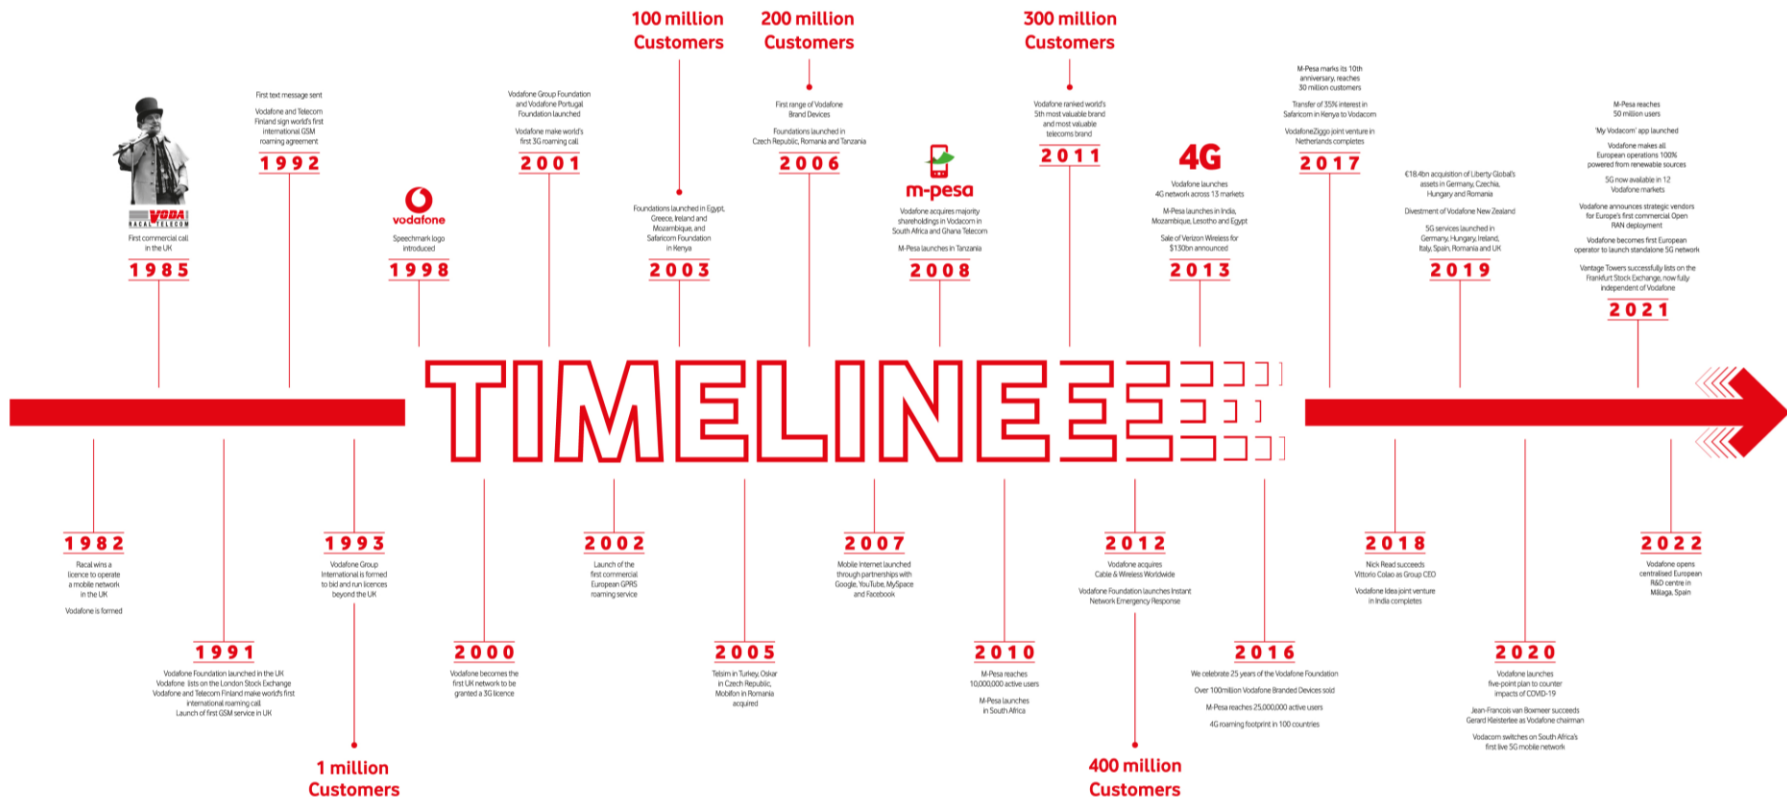 100 million
Customers
200 million
Customers
300 million
Customers
VODA
RACAL TELECOM
First commercial call
in the UK
1985
First text message sent
Vodafone and Telecom
Finland sign world's first
international GSM
roaming agreement
1992
vodafone
Speechmark logo
introduced
1998
Vodafone Group Foundation
and Vodafone Portugal
Foundation launched
Vodafone make world's
first 3G roaming call
2001
Foundations launched in Egypt,
Greece, Ireland and
Mozambique, and
Safaricom Foundation
in Kenya
2003
First range of Vodafone
Brand Devices
Foundations launched in
Czech Republic, Romania and Tanzania
2006
m-pesa
Vodafone acquires majority
shareholdings in Vodacom in
South Africa and Ghana Telecom
M-Pesa launches in Tanzania
2008
Vodafone ranked world's
5th most valuable brand
and most valuable
telecoms brand
2011
4G
Vodafone launches
4G network across 13 markets
M-Pesa launches in India,
Mozambique, Lesotho and Egypt
Sale of Verizon Wireless for
$130bn announced
2013
M-Pesa marks its 10th
anniversary, reaches
30 million customers
Transfer of 35% interest in
Safaricom in Kenya to Vodacom
VodafoneZiggo joint venture in
Netherlands completes
2017
€18.4bn acquisition of Liberty Global's
assets in Germany, Czechia,
Hungary and Romania
Divestment of Vodafone New Zealand
5G services launched in
Germany, Hungary, Ireland,
Italy, Spain, Romania and UK
2019
M-Pesa reaches
50 million users
'My Vodacom' app launched
Vodafone makes all
European operations 100%
powered from renewable sources
5G now available in 12
Vodafone markets
Vodafone announces strategic vendors
for Europe's first commercial Open
RAN deployment
Vodafone becomes first European
operator to launch standalone 5G network
Vantage Towers successfully lists on the
Frankfurt Stock Exchange, now fully
independent of Vodafone
2021
TIMELINEEEE
1982
Racal wins a
licence to operate
a mobile network
in the UK
Vodafone is formed
1991
Vodafone Foundation launched in the UK
Vodafone lists on the London Stock Exchange
Vodafone and Telecom Finland make world's first
international roaming call
Launch of first GSM service in UK
1993
Vodafone Group
International is formed
to bid and run licences
beyond the UK
1 million
Customers
2000
Vodafone becomes the
first UK network to be
granted a 3G licence
2002
Launch of the
first commercial
European GPRS
roaming service
2005
Telsim in Turkey, Oskar
in Czech Republic,
Mobifon in Romania
acquired
2007
Mobile Internet launched
through partnerships with
Google, YouTube, MySpace
and Facebook
2010
M-Pesa reaches
10,000,000 active users
M-Pesa launches
in South Africa
2012
Vodafone acquires
Cable & Wireless Worldwide
Vodafone Foundation launches Instant
Network Emergency Response
400 million
Customers
2016
We celebrate 25 years of the Vodafone Foundation
Over 100million Vodafone Branded Devices sold
M-Pesa reaches 25,000,000 active users
4G roaming footprint in 100 countries
2018
Nick Read succeeds
Vittorio Colao as Group CEO
Vodafone Idea joint venture
in India completes
2020
Vodafone launches
five-point plan to counter
impacts of COVID-19
Jean-Francois van Boxmeer succeeds
Gerard Kleisterlee as Vodafone chairman
Vodacom switches on South Africa's
first live 5G mobile network
2022
Vodafone opens
centralised European
R&D centre in
Málaga, Spain